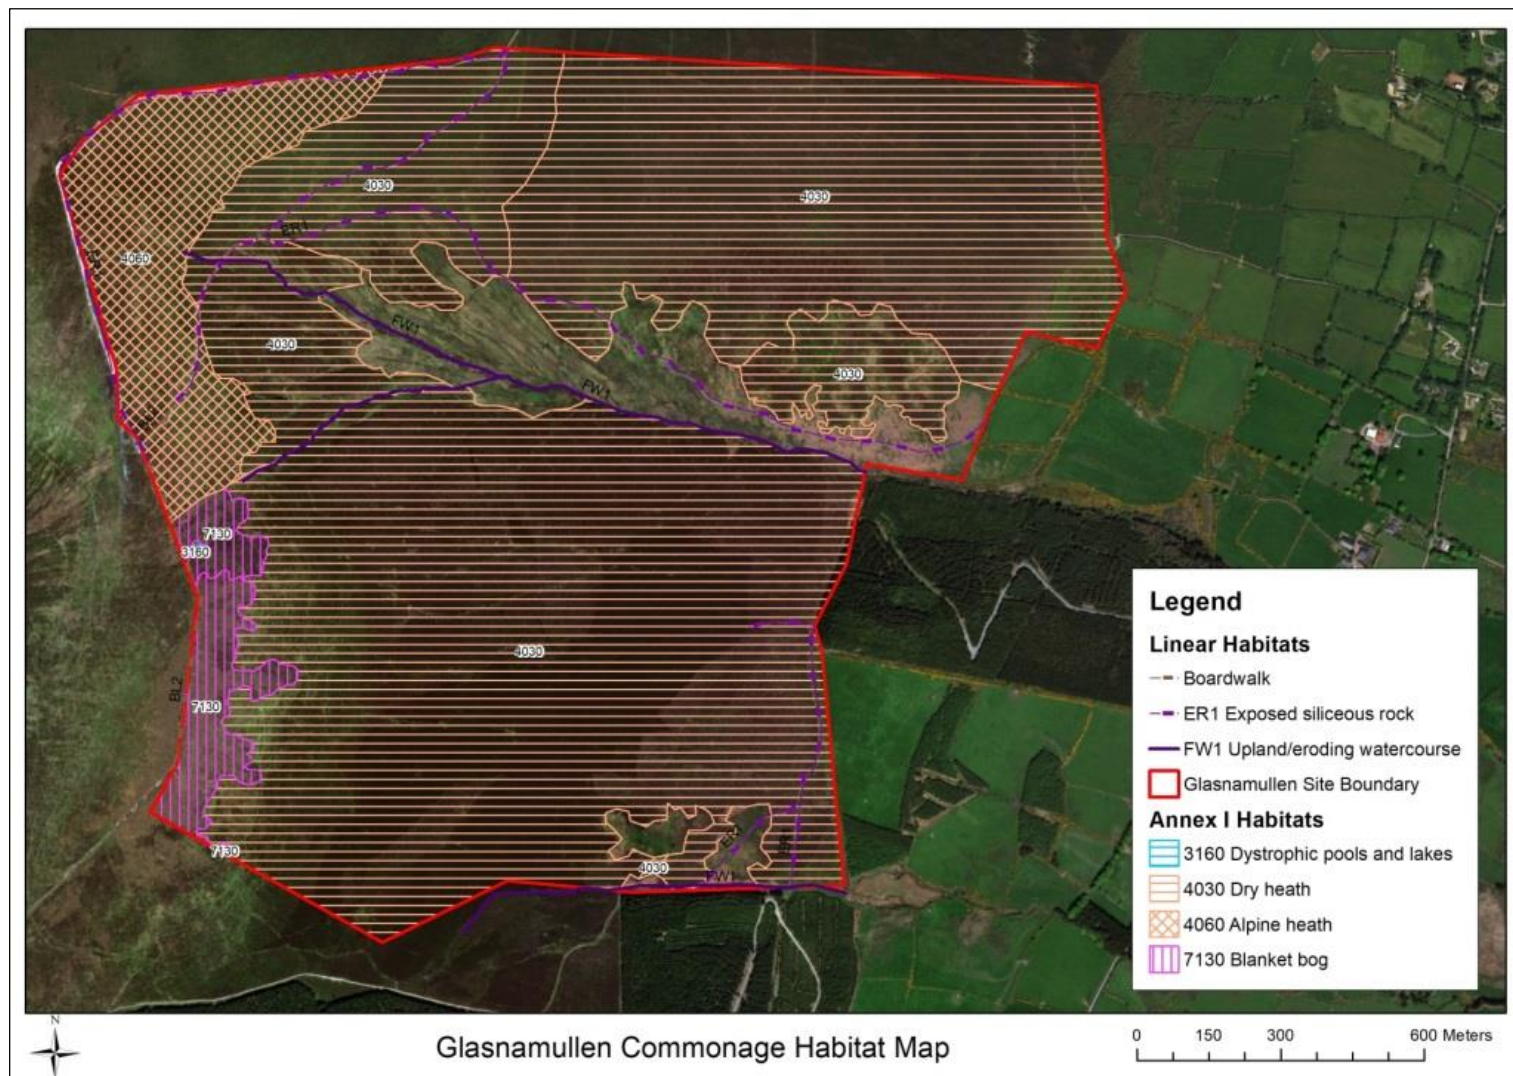 4030
4030
ER1
4060
FW1
4030
FW1
4030
7130
3160
4030
BL2
7130
7130
4030
FW1
Legend
Linear Habitats
Boardwalk
ER1 Exposed siliceous rock
FW1 Upland/eroding watercourse
Glasnamullen Site Boundary
Annex I Habitats
3160 Dystrophic pools and lakes
4030 Dry heath
4060 Alpine heath
7130 Blanket bog
N
Glasnamullen Commonage Habitat Map
0 150 300 600 Meters